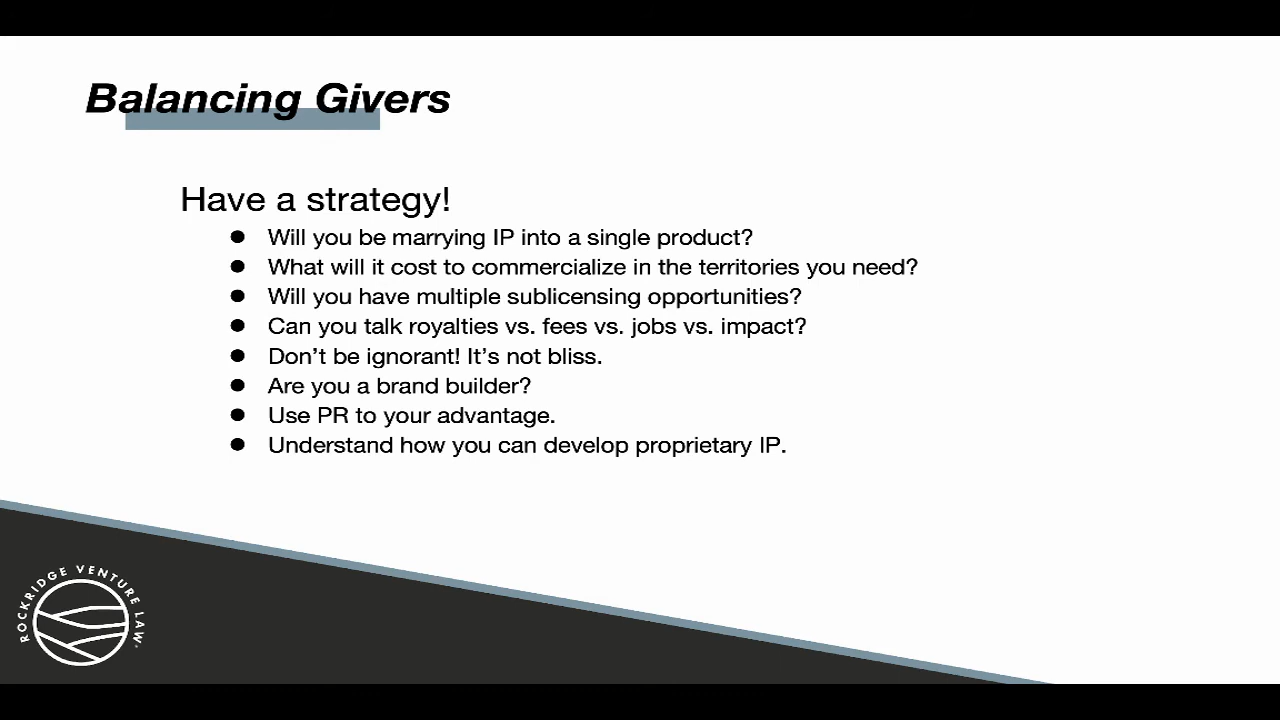 Balancing Givers
Have a strategy!
● Will you be marrying IP into a single product?
● What will it cost to commercialize in the territories you need?
● Will you have multiple sublicensing opportunities?
● Can you talk royalties vs. fees vs. jobs vs. impact?
● Don’t be ignorant! It’s not bliss.
● Are you a brand builder?
● Use PR to your advantage.
● Understand how you can develop proprietary IP.
ROCKRIDGE VENTURE LAW